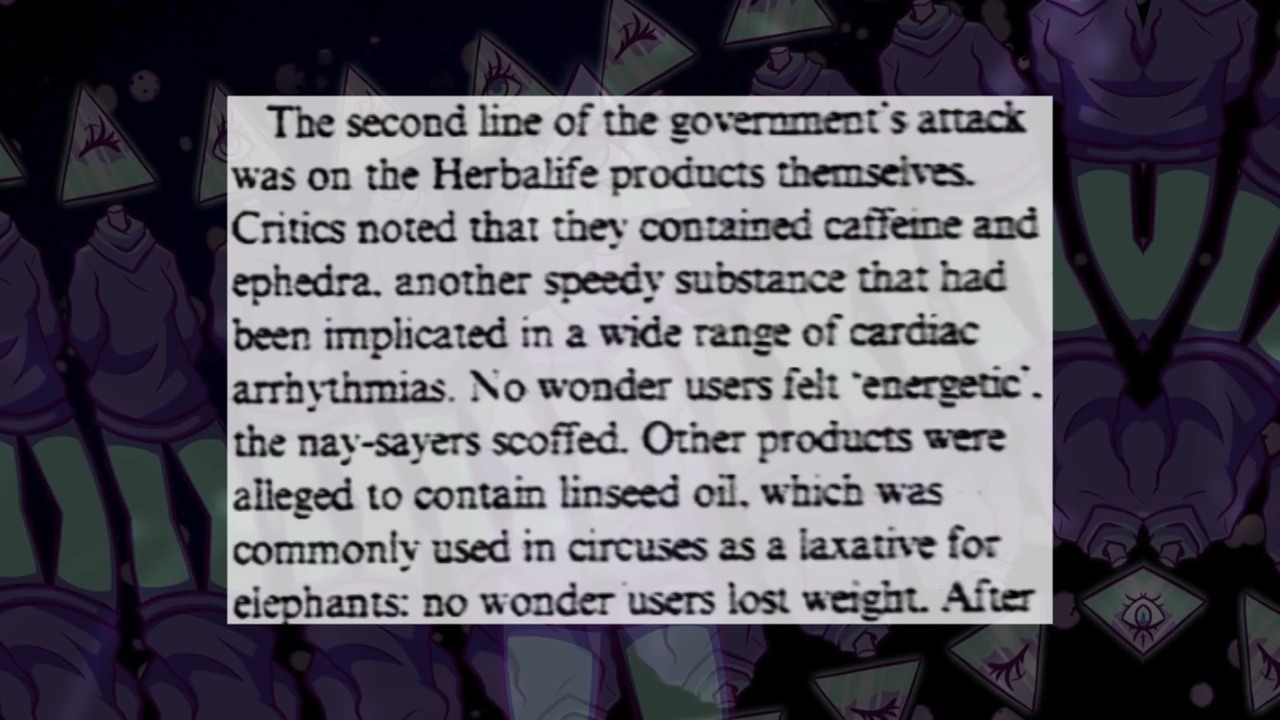 The second line of the government's attack
was on the Herbalife products themselves.
Critics noted that they contained caffeine and
ephedra, another speedy substance that had
been implicated in a wide range of cardiac
arrhythmias. No wonder users felt 'energetic',
the nay-sayers scoffed. Other products were
alleged to contain linseed oil, which was
commonly used in circuses as a laxative for
elephants: no wonder users lost weight. After